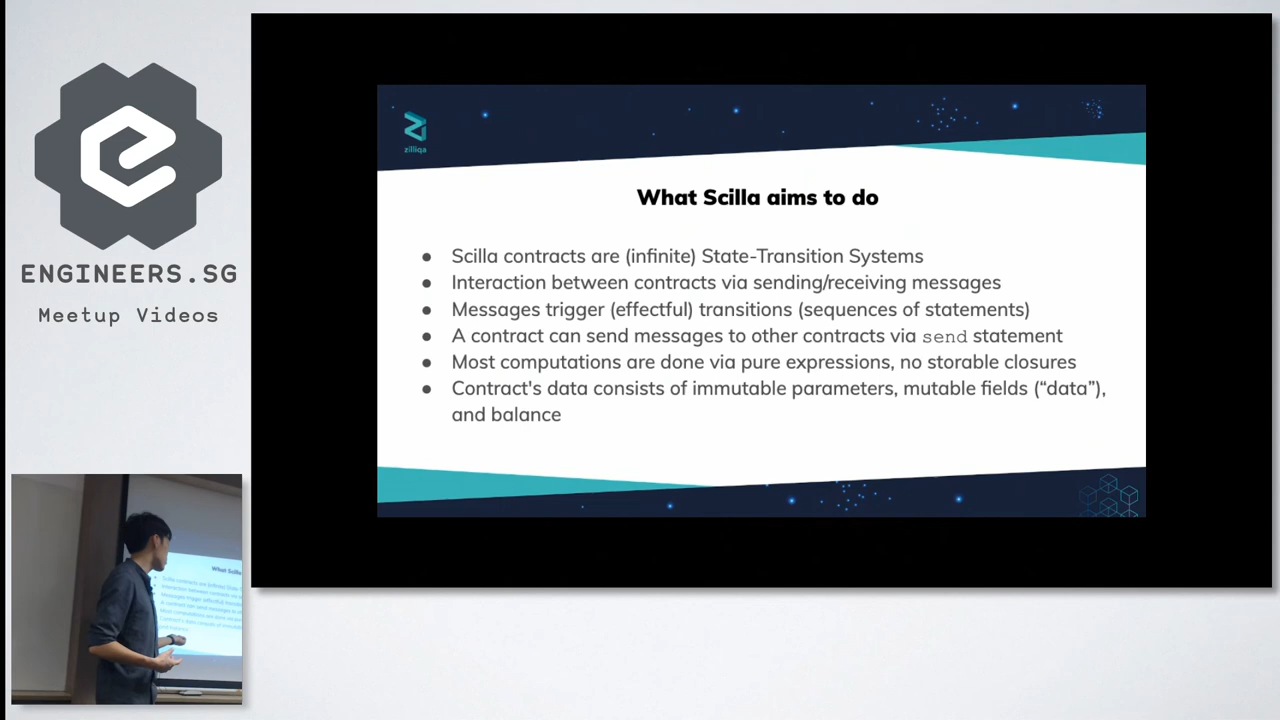 ENGINEERS.SG
Meetup Videos
zilliqa
What Scilla aims to do
● Scilla contracts are (infinite) State-Transition Systems
● Interaction between contracts via sending/receiving messages
● Messages trigger (effectful) transitions (sequences of statements)
● A contract can send messages to other contracts via send statement
● Most computations are done via pure expressions, no storable closures
● Contract's data consists of immutable parameters, mutable fields (“data”),
and balance
What Scilla